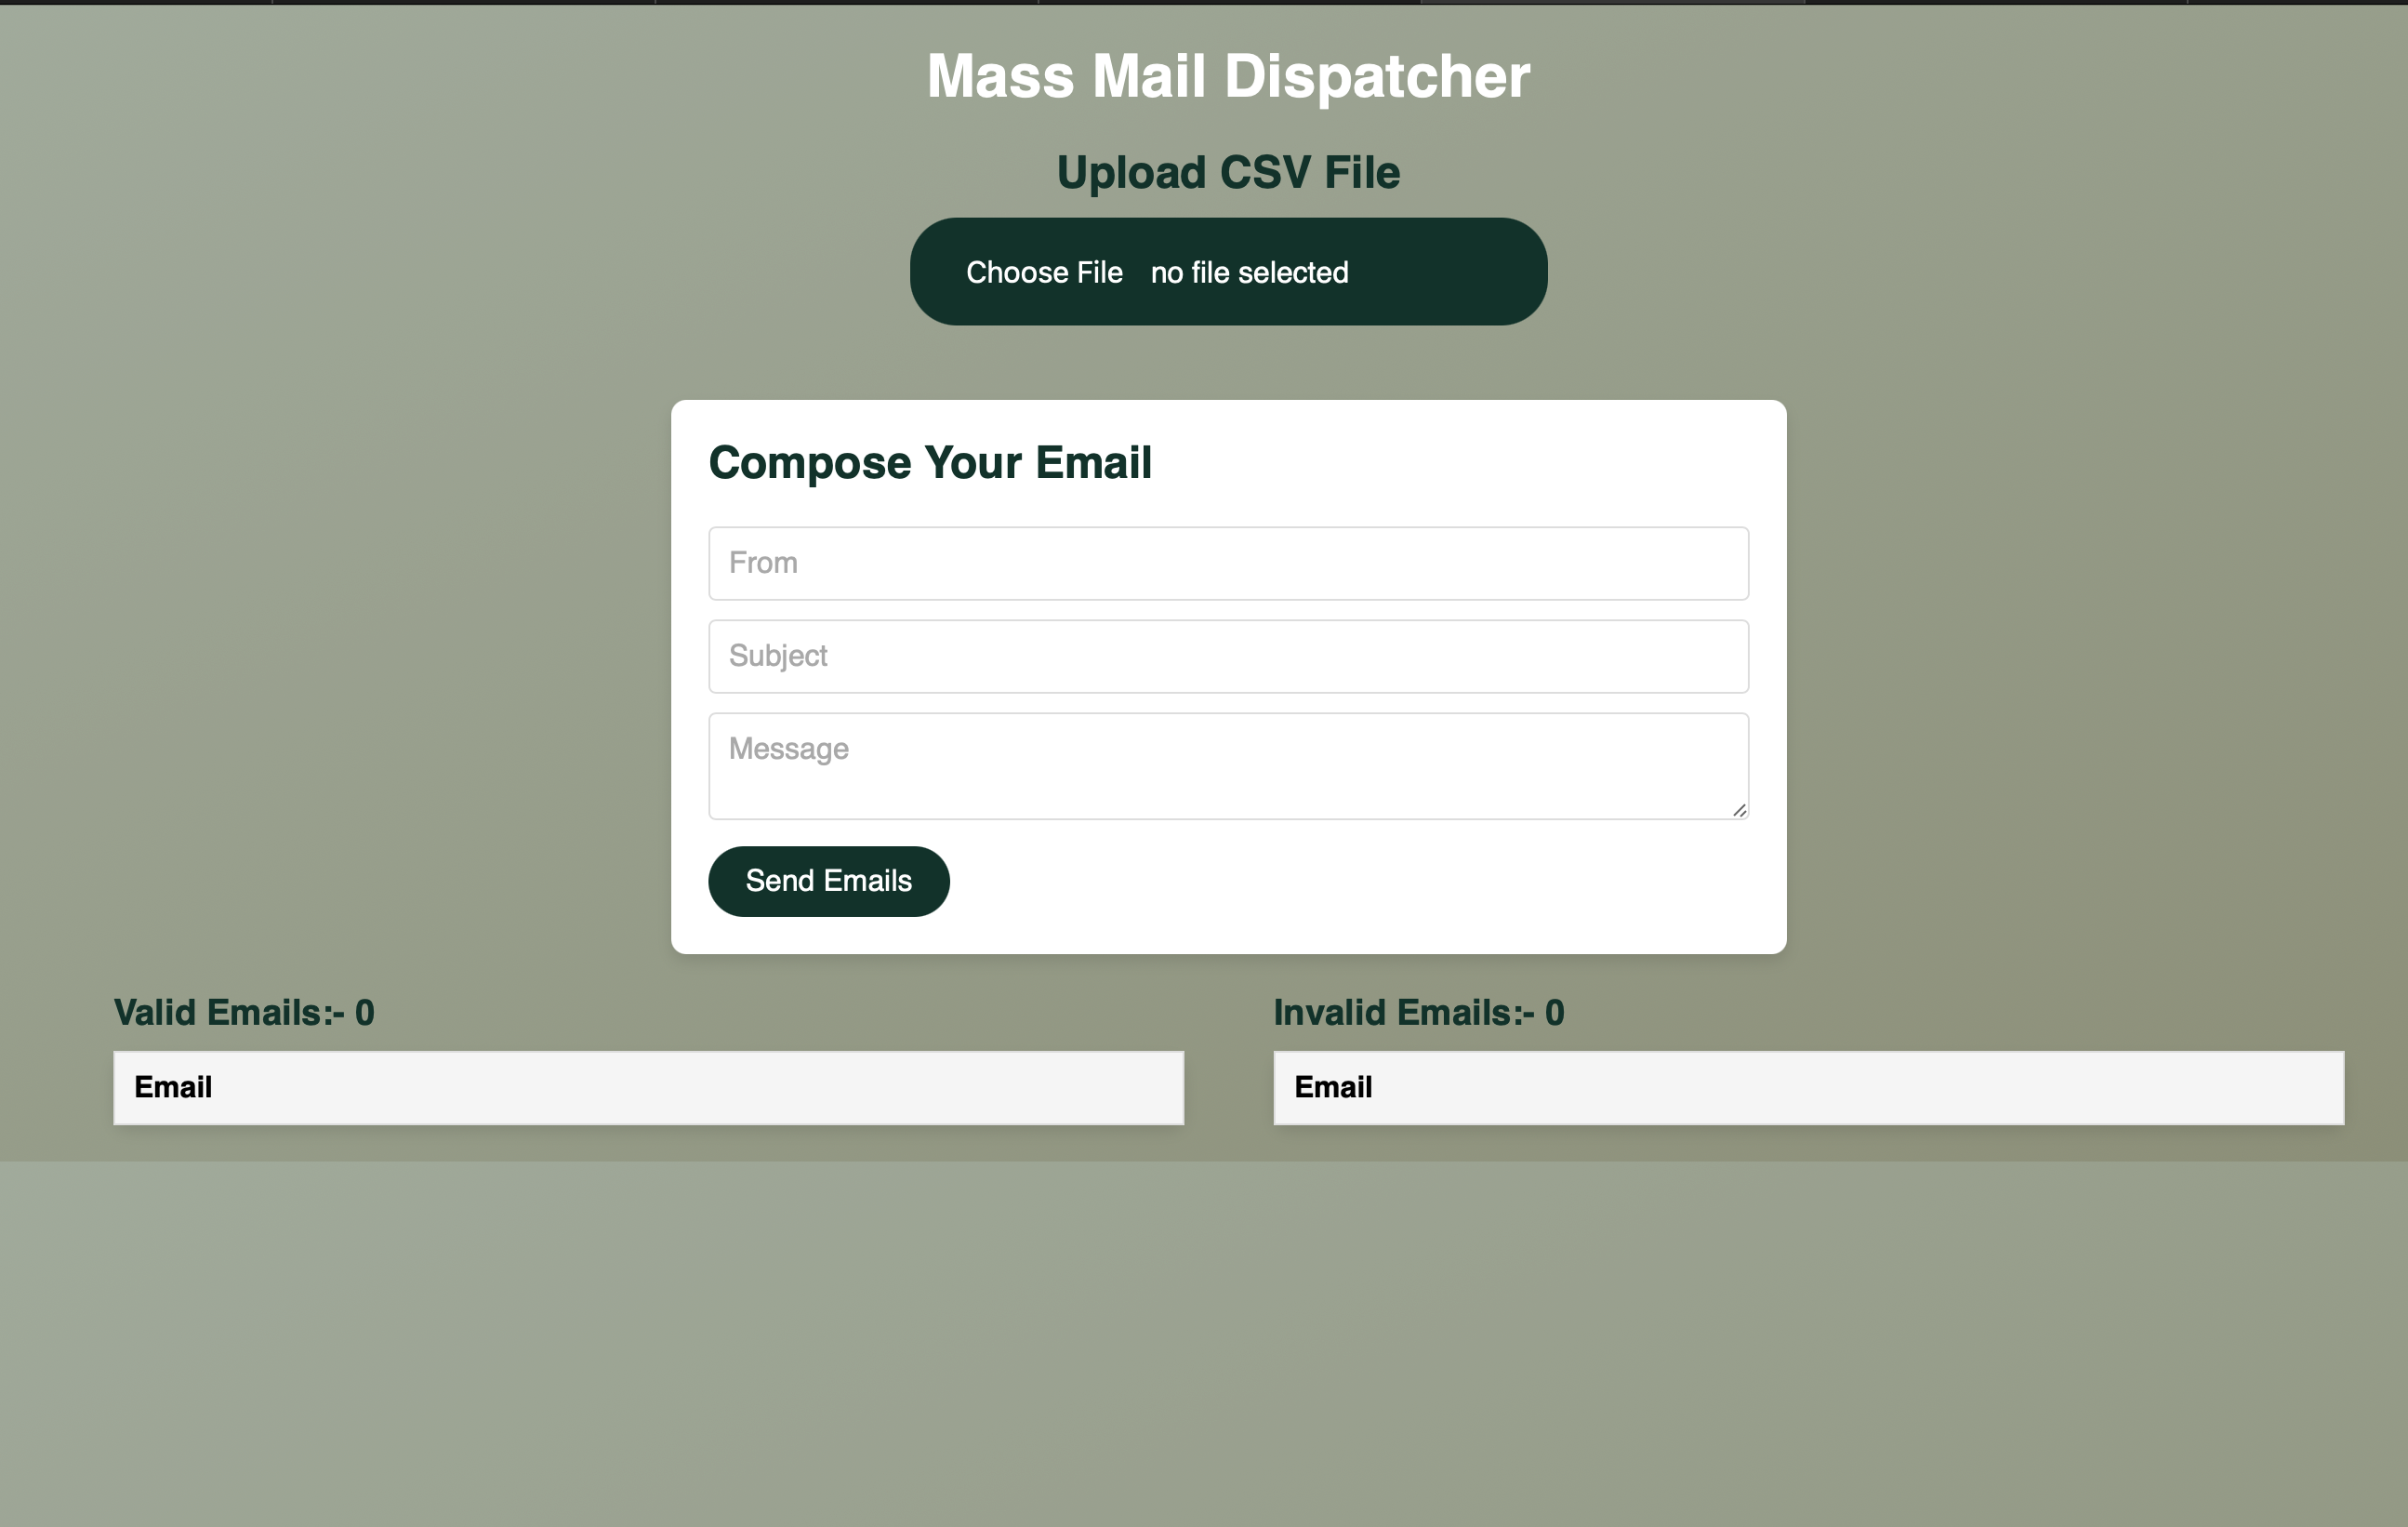 Mass Mail Dispatcher
Upload CSV File
Choose File no file selected
Compose Your Email
From
Subject
Message
Send Emails
Valid Emails:- 0
Invalid Emails:- 0
Email
Email